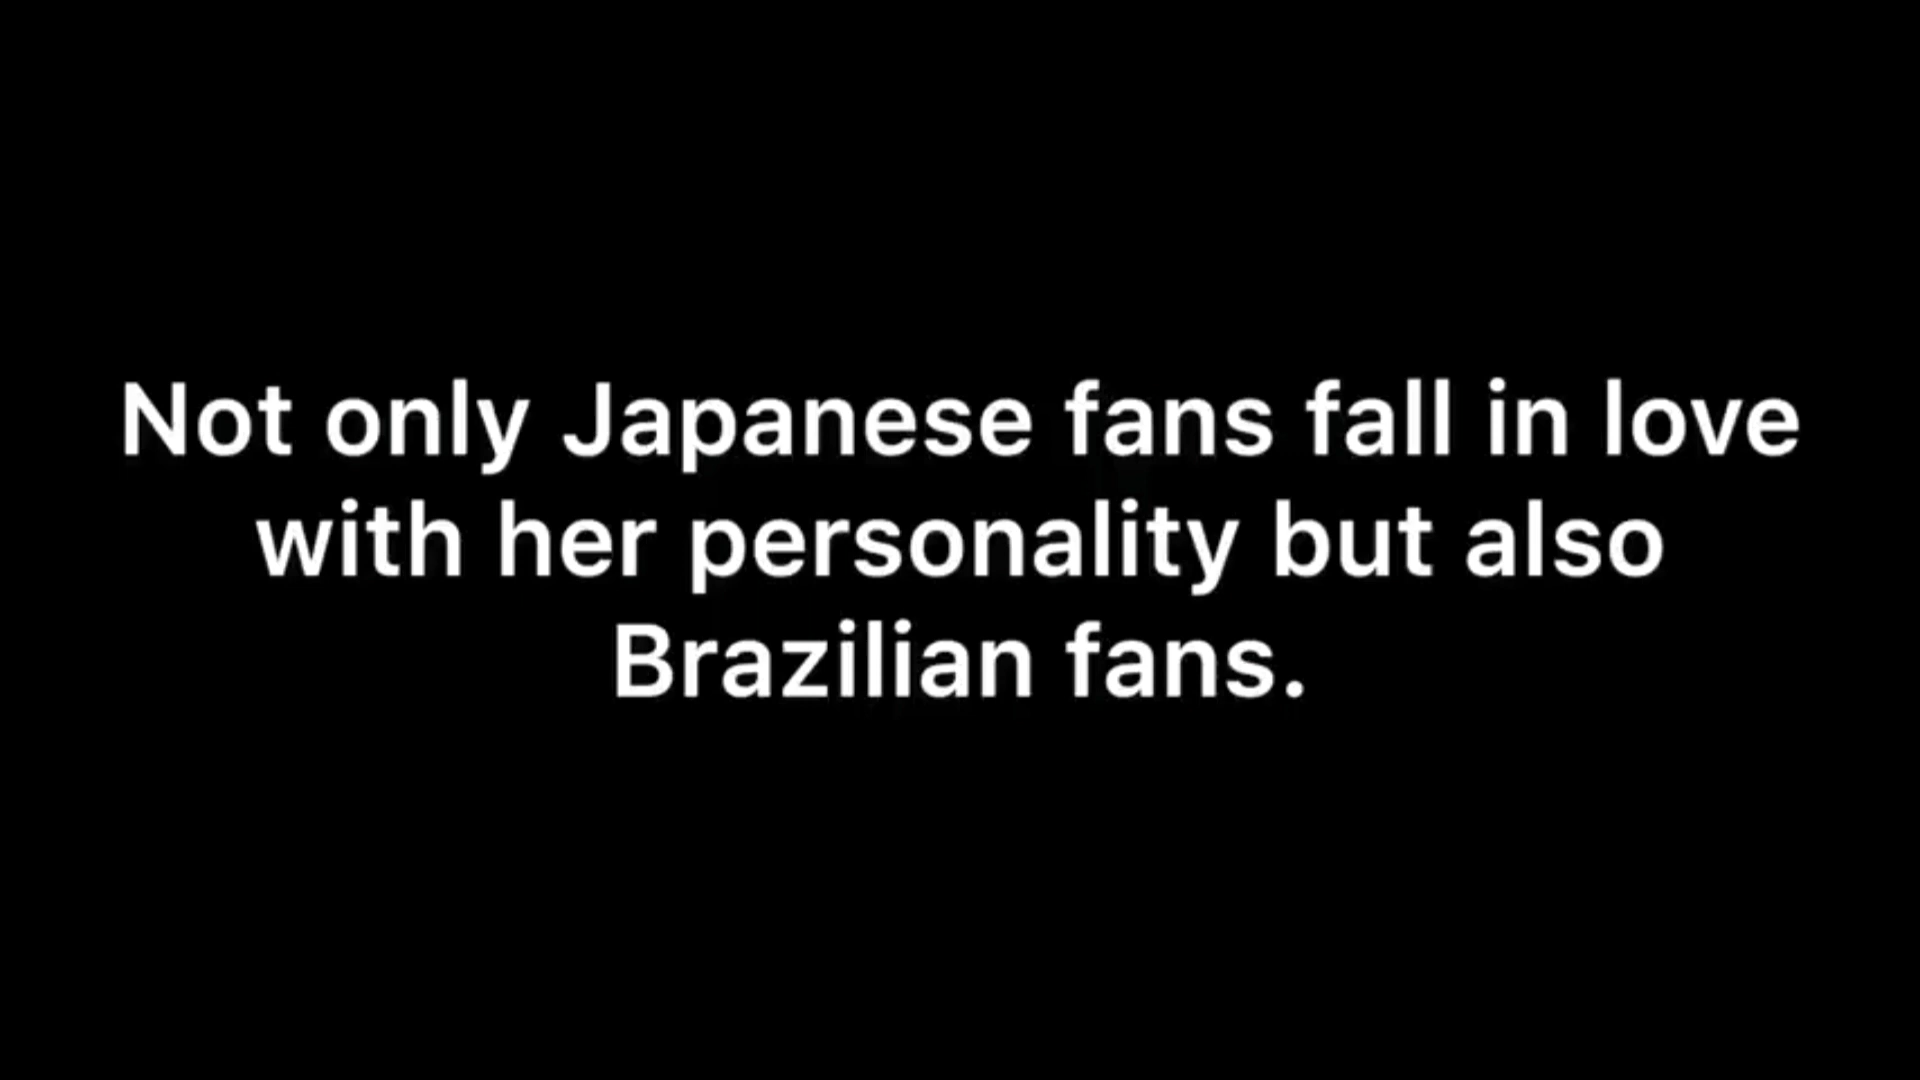 Not only Japanese fans fall in love
with her personality but also
Brazilian fans.